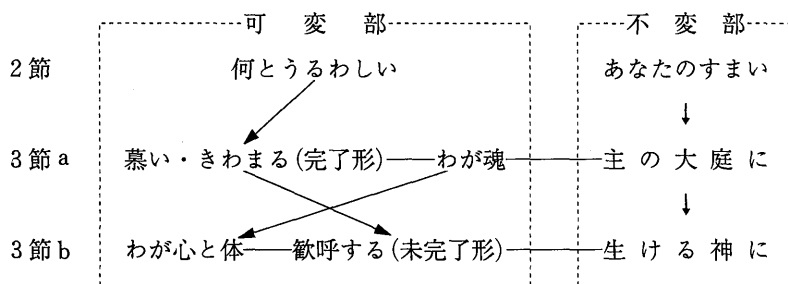 可変部 不変部
2節 何とうるわしい あなたのすまい
3節a 慕い・きわまる(完了形)——わが魂——主の大庭に
3節b わが心と体——歓呼する(未完了形)——生ける神に